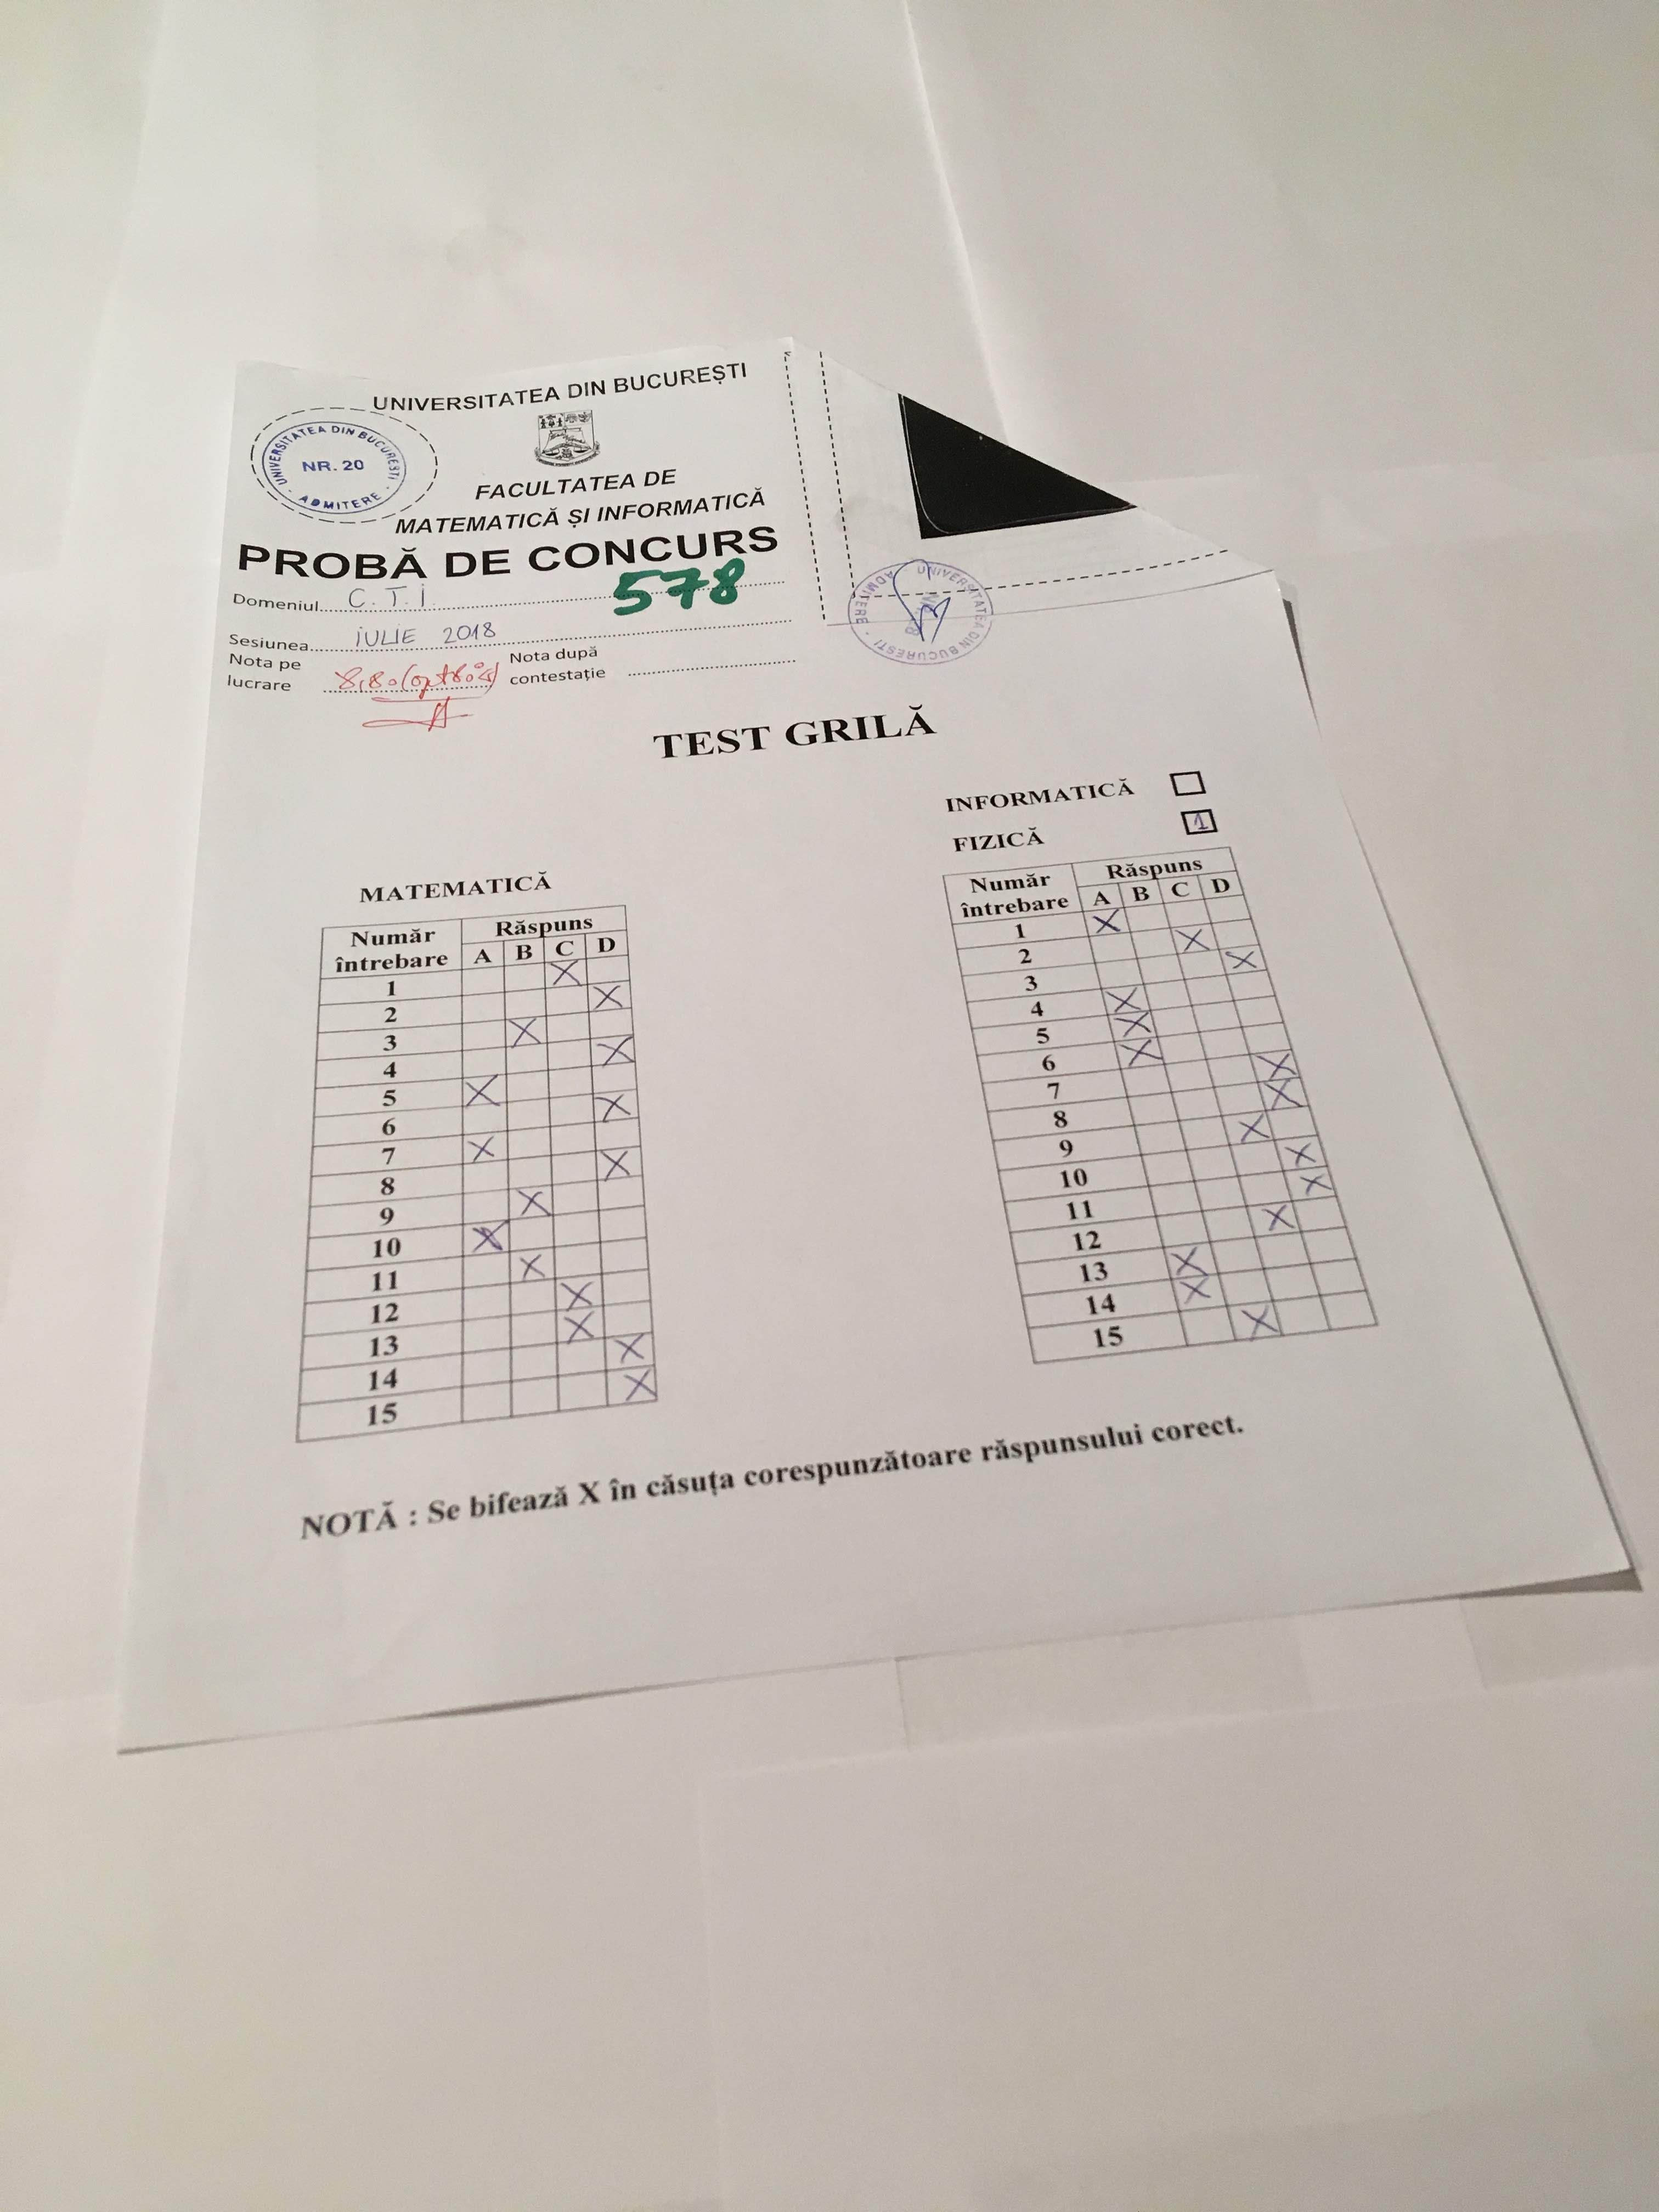 UNIVERSITATEA DIN BUCUREȘTI
UNIVERSITATEA DIN BUCUREȘTI
NR. 20
ADMITERE
FACULTATEA DE
MATEMATICĂ ȘI INFORMATICĂ
PROBĂ DE CONCURS
578
Domeniul C.T.I.
Sesiunea IULIE 2018
Nota pe lucrare 8,80
Nota după contestație
UNIVERSITATEA DIN BUCUREȘTI
ADMITERE
TEST GRILĂ
INFORMATICĂ
FIZICĂ 1
MATEMATICĂ
Număr întrebare Răspuns
A B C D
1 X
2 X
3 X
4 X
5 X
6 X
7 X
8 X
9 X
10 X
11 X
12 X
13 X
14 X
15 X
Număr întrebare Răspuns
A B C D
1 X
2 X
3 X
4 X
5 X
6 X
7 X
8 X
9 X
10 X
11 X
12 X
13 X
14 X
15 X
NOTĂ : Se bifează X în căsuța corespunzătoare răspunsului corect.